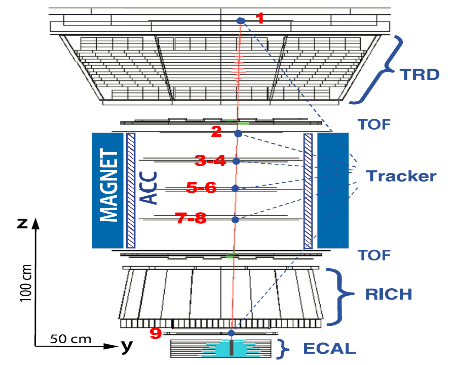 1
TRD
TOF
2
3-4
Tracker
5-6
7-8
MAGNET
ACC
z
TOF
100 cm
RICH
50 cm
y
9
ECAL